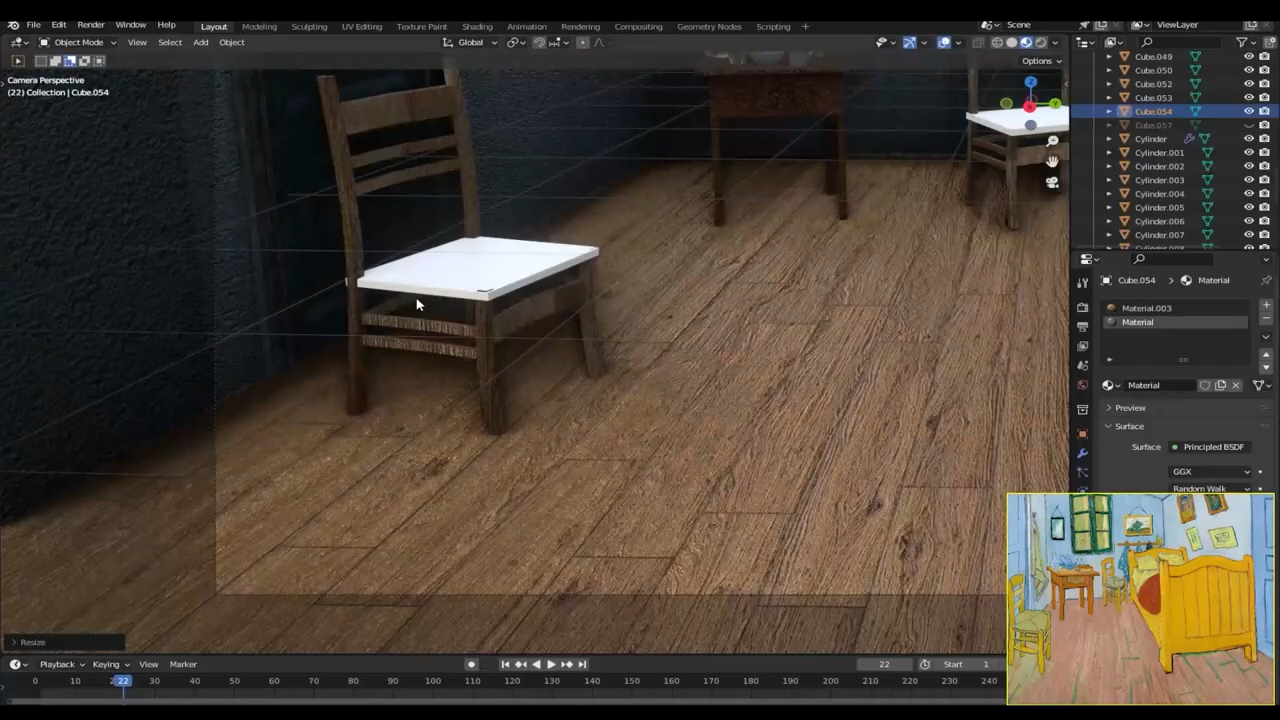 File Edit Render Window Help Layout Modeling Sculpting UV Editing Texture Paint Shading Animation Rendering Compositing Geometry Nodes Scripting + Scene ViewLayer
Object Mode View Select Add Object Global
Options
Camera Perspective
(22) Collection | Cube.054
Z
Y
X
Cube.049
Cube.050
Cube.052
Cube.053
Cube.054
Cube.057
Cylinder
Cylinder.001
Cylinder.002
Cylinder.003
Cylinder.004
Cylinder.005
Cylinder.006
Cylinder.007
Cube.054 Material
Material.003
Material
Material
Preview
Surface
Surface Principled BSDF
GGX
Random Walk
Resize
Playback Keying View Marker 22 Start 1
0 10 22 30 40 50 60 70 80 90 100 110 120 130 140 150 160 170 180 190 200 210 220 230 240